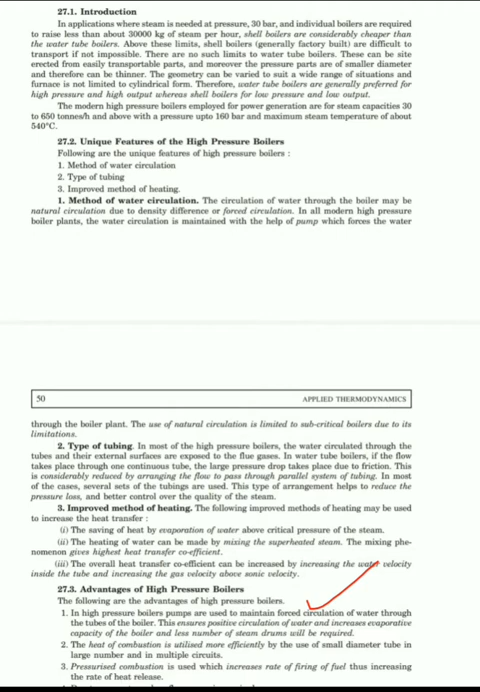 27.1. Introduction
In applications where steam is needed at pressure, 30 bar, and individual boilers are required
to raise less than about 30000 kg of steam per hour, shell boilers are considerably cheaper than
the water tube boilers. Above these limits, shell boilers (generally factory built) are difficult to
transport if not impossible. There are no such limits to water tube boilers. These can be site
erected from easily transportable parts, and moreover the pressure parts are of smaller diameter
and therefore can be thinner. The geometry can be varied to suit a wide range of situations and
furnace is not limited to cylindrical form. Therefore, water tube boilers are generally preferred for
high pressure and high output whereas shell boilers for low pressure and low output.
The modern high pressure boilers employed for power generation are for steam capacities 30
to 650 tonnes/h and above with a pressure upto 160 bar and maximum steam temperature of about
540°C.
27.2. Unique Features of the High Pressure Boilers
Following are the unique features of high pressure boilers :
1. Method of water circulation
2. Type of tubing
3. Improved method of heating.
1. Method of water circulation. The circulation of water through the boiler may be
natural circulation due to density difference or forced circulation. In all modern high pressure
boiler plants, the water circulation is maintained with the help of pump which forces the water
50 APPLIED THERMODYNAMICS
through the boiler plant. The use of natural circulation is limited to sub-critical boilers due to its
limitations.
2. Type of tubing. In most of the high pressure boilers, the water circulated through the
tubes and their external surfaces are exposed to the flue gases. In water tube boilers, if the flow
takes place through one continuous tube, the large pressure drop takes place due to friction. This
is considerably reduced by arranging the flow to pass through parallel system of tubing. In most
of the cases, several sets of the tubings are used. This type of arrangement helps to reduce the
pressure loss, and better control over the quality of the steam.
3. Improved method of heating. The following improved methods of heating may be used
to increase the heat transfer :
(i) The saving of heat by evaporation of water above critical pressure of the steam.
(ii) The heating of water can be made by mixing the superheated steam. The mixing phe-
nomenon gives highest heat transfer co-efficient.
(iii) The overall heat transfer co-efficient can be increased by increasing the water velocity
inside the tube and increasing the gas velocity above sonic velocity.
27.3. Advantages of High Pressure Boilers
The following are the advantages of high pressure boilers.
1. In high pressure boilers pumps are used to maintain forced circulation of water through
the tubes of the boiler. This ensures positive circulation of water and increases evaporative
capacity of the boiler and less number of steam drums will be required.
2. The heat of combustion is utilised more efficiently by the use of small diameter tube in
large number and in multiple circuits.
3. Pressurised combustion is used which increases rate of firing of fuel thus increasing
the rate of heat release.